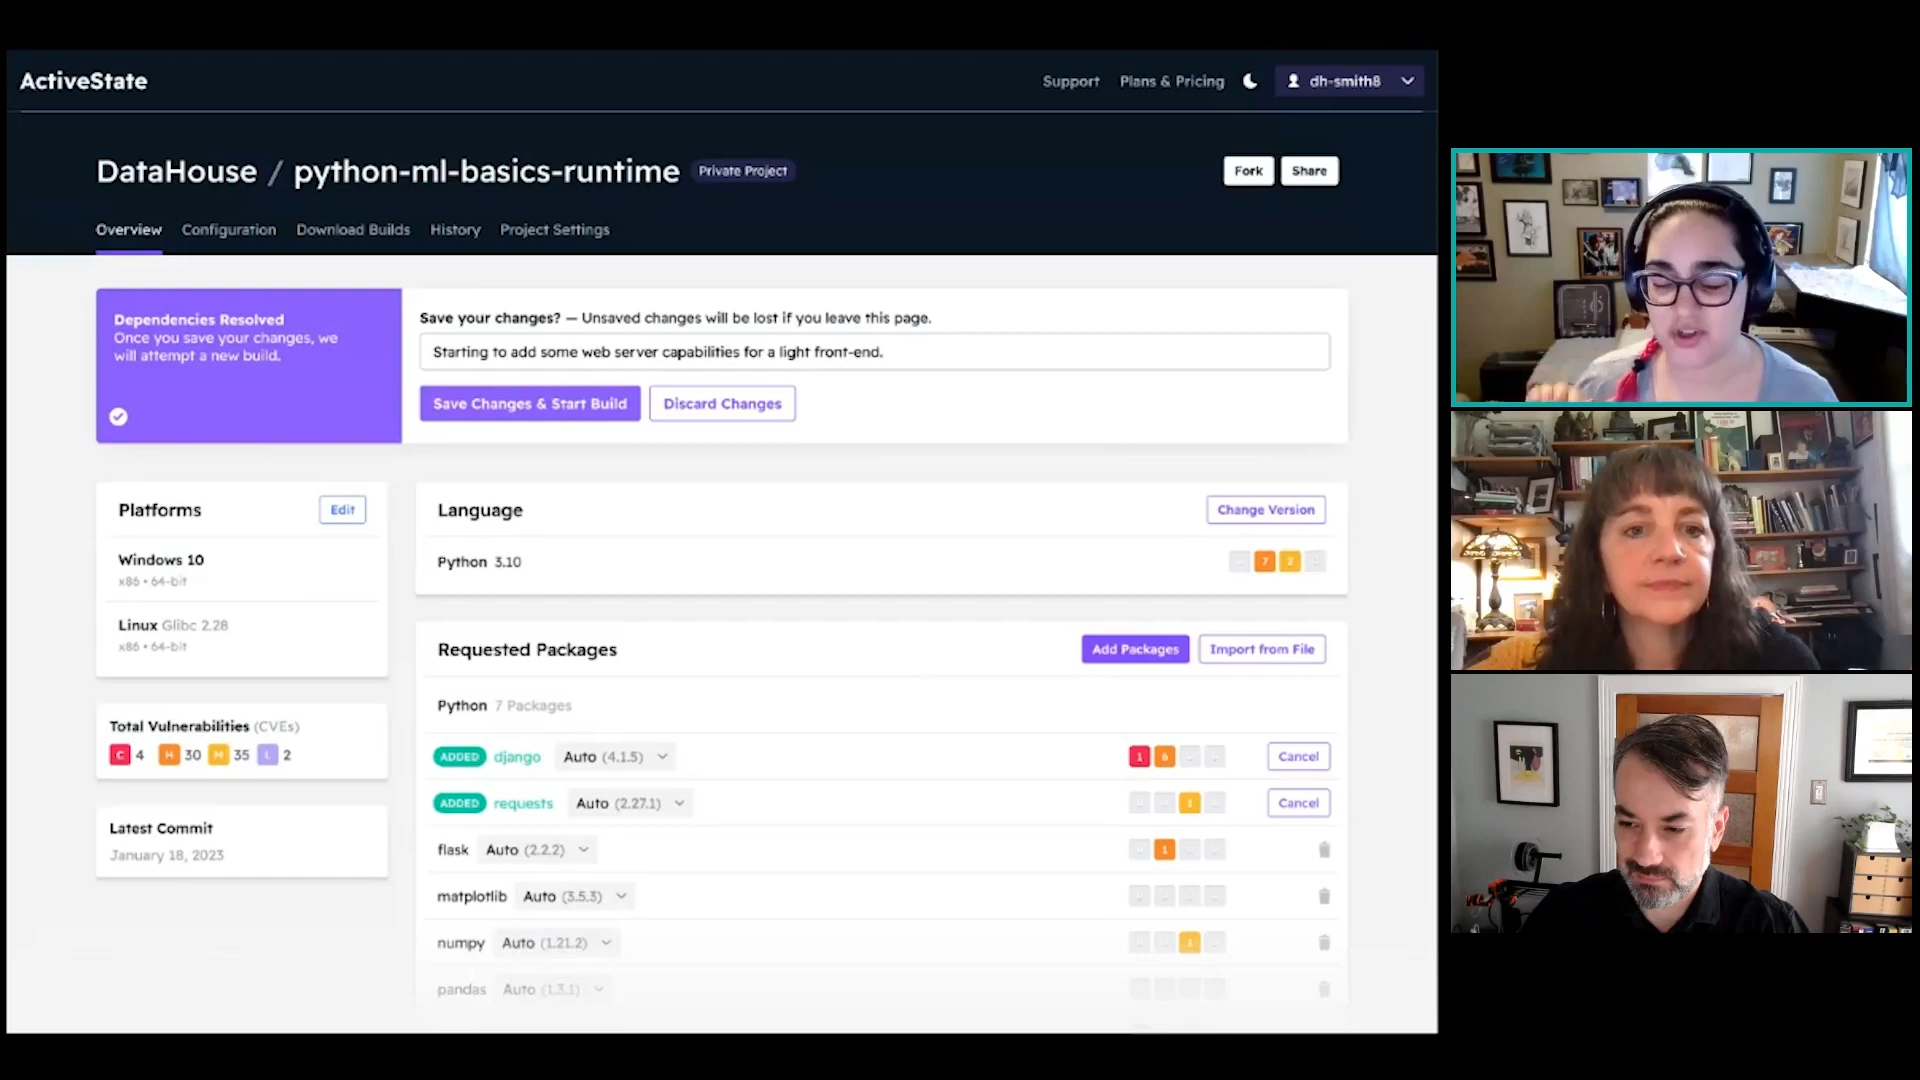 ActiveState
Support Plans & Pricing dh-smith8
DataHouse / python-ml-basics-runtime Private Project
Fork Share
Overview Configuration Download Builds History Project Settings
Dependencies Resolved
Once you save your changes, we
will attempt a new build.
Save your changes? — Unsaved changes will be lost if you leave this page.
Starting to add some web server capabilities for a light front-end.
Save Changes & Start Build Discard Changes
Platforms Edit
Windows 10
x86 • 64-bit
Linux Glibc 2.28
x86 • 64-bit
Total Vulnerabilities (CVEs)
C 4 H 30 M 35 L 2
Latest Commit
January 18, 2023
Language Change Version
Python 3.10 7 2
Requested Packages Add Packages Import from File
Python 7 Packages
ADDED django Auto (4.1.5) 1 6 Cancel
ADDED requests Auto (2.27.1) 1 Cancel
flask Auto (2.2.2) 1
matplotlib Auto (3.5.3)
numpy Auto (1.21.2) 1
pandas Auto (1.3.1)